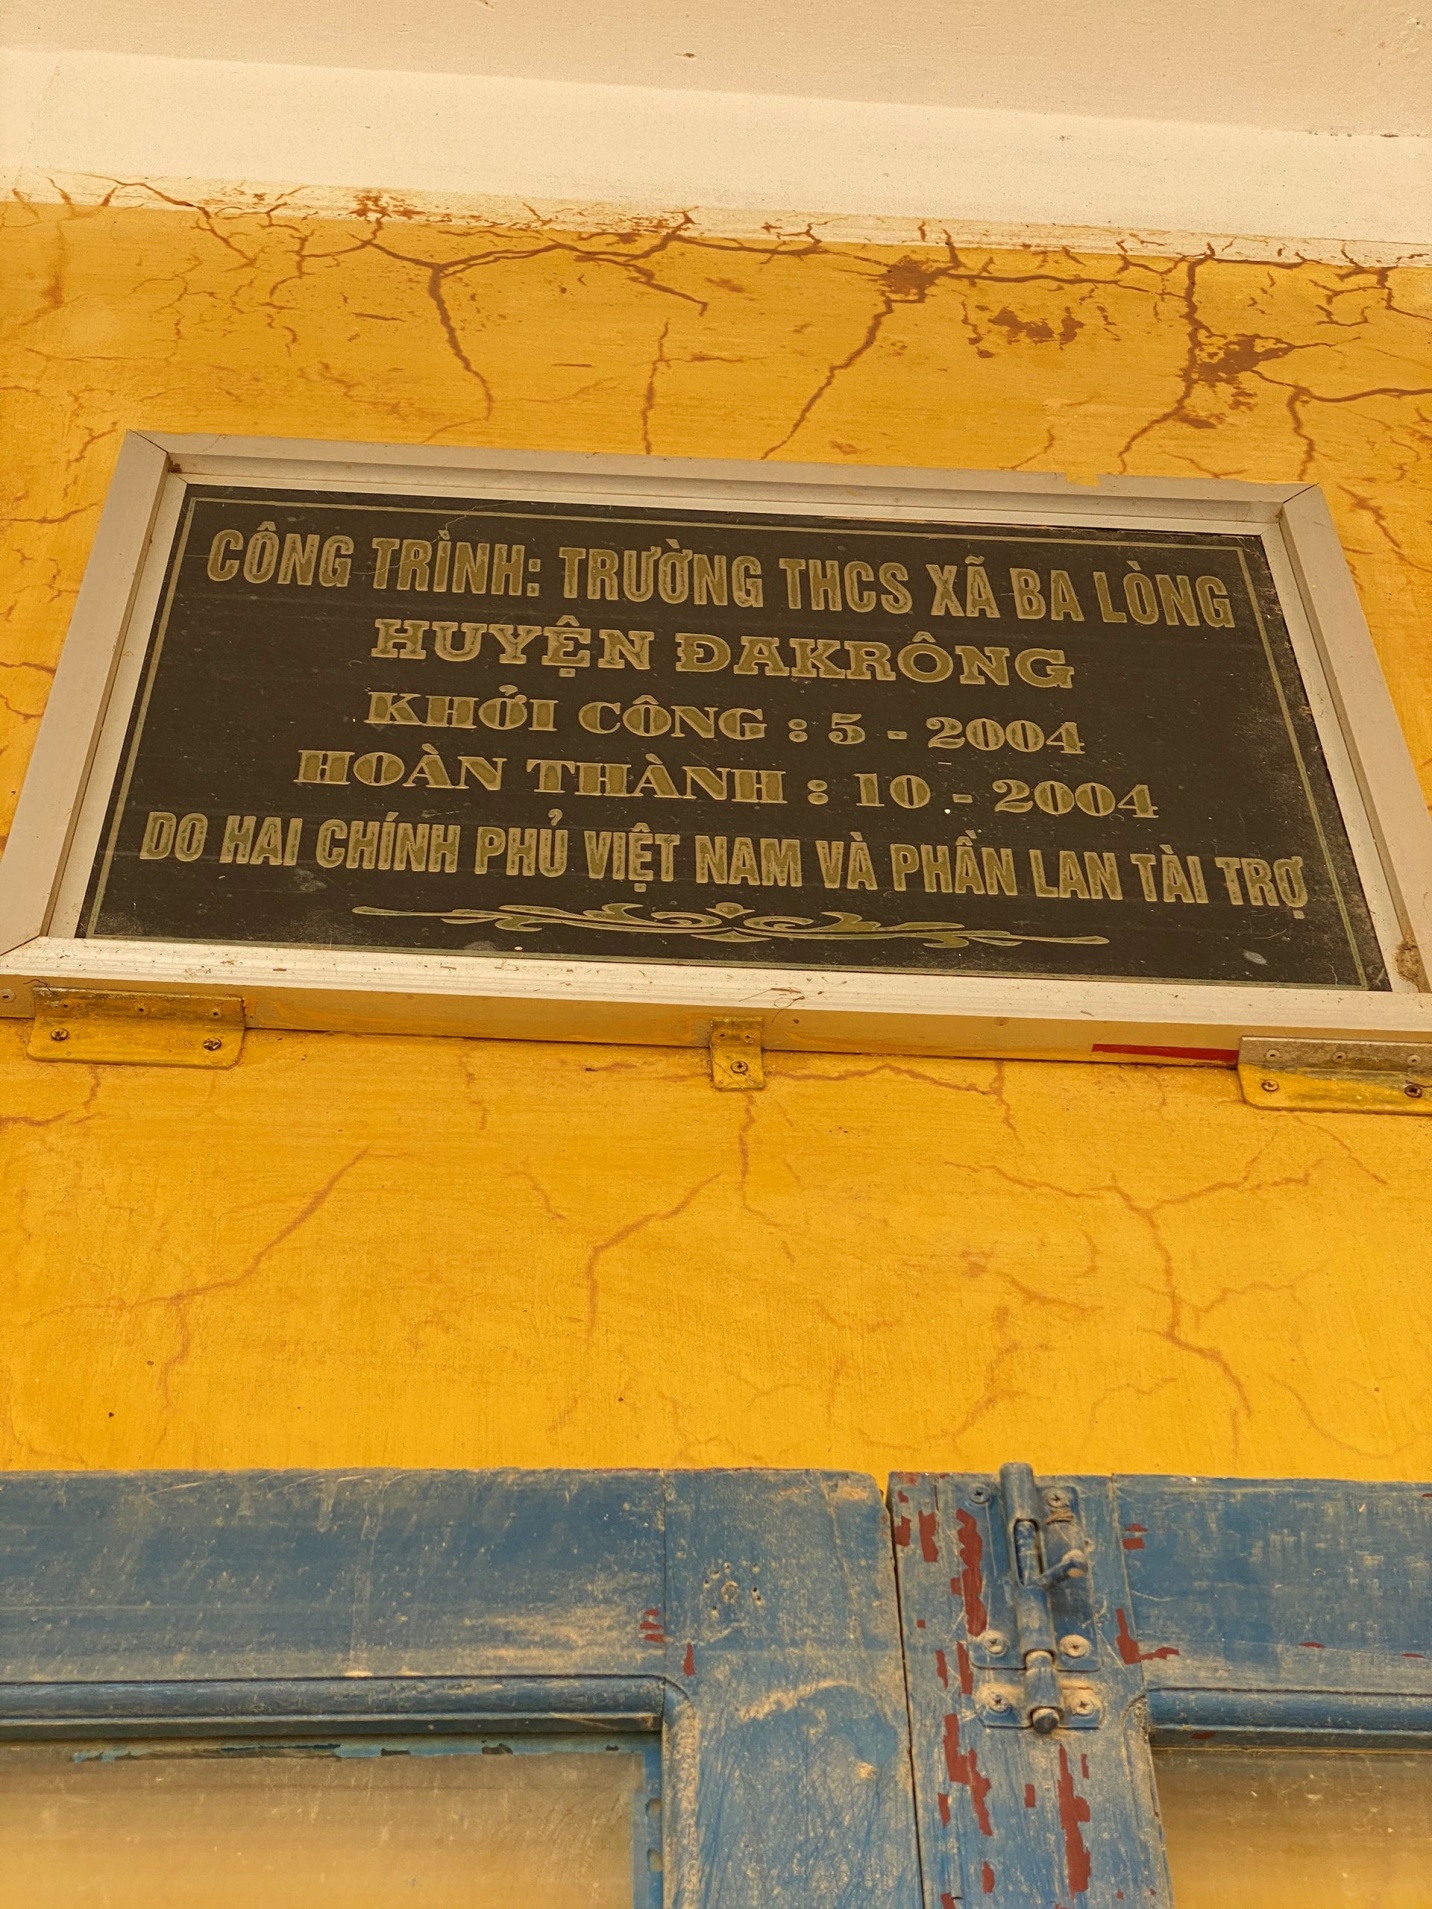 CÔNG TRÌNH: TRƯỜNG THCS XÃ BA LÒNG
HUYỆN ĐAKRÔNG
KHỞI CÔNG : 5 - 2004
HOÀN THÀNH : 10 - 2004
DO HAI CHÍNH PHỦ VIỆT NAM VÀ PHẦN LAN TÀI TRỢ